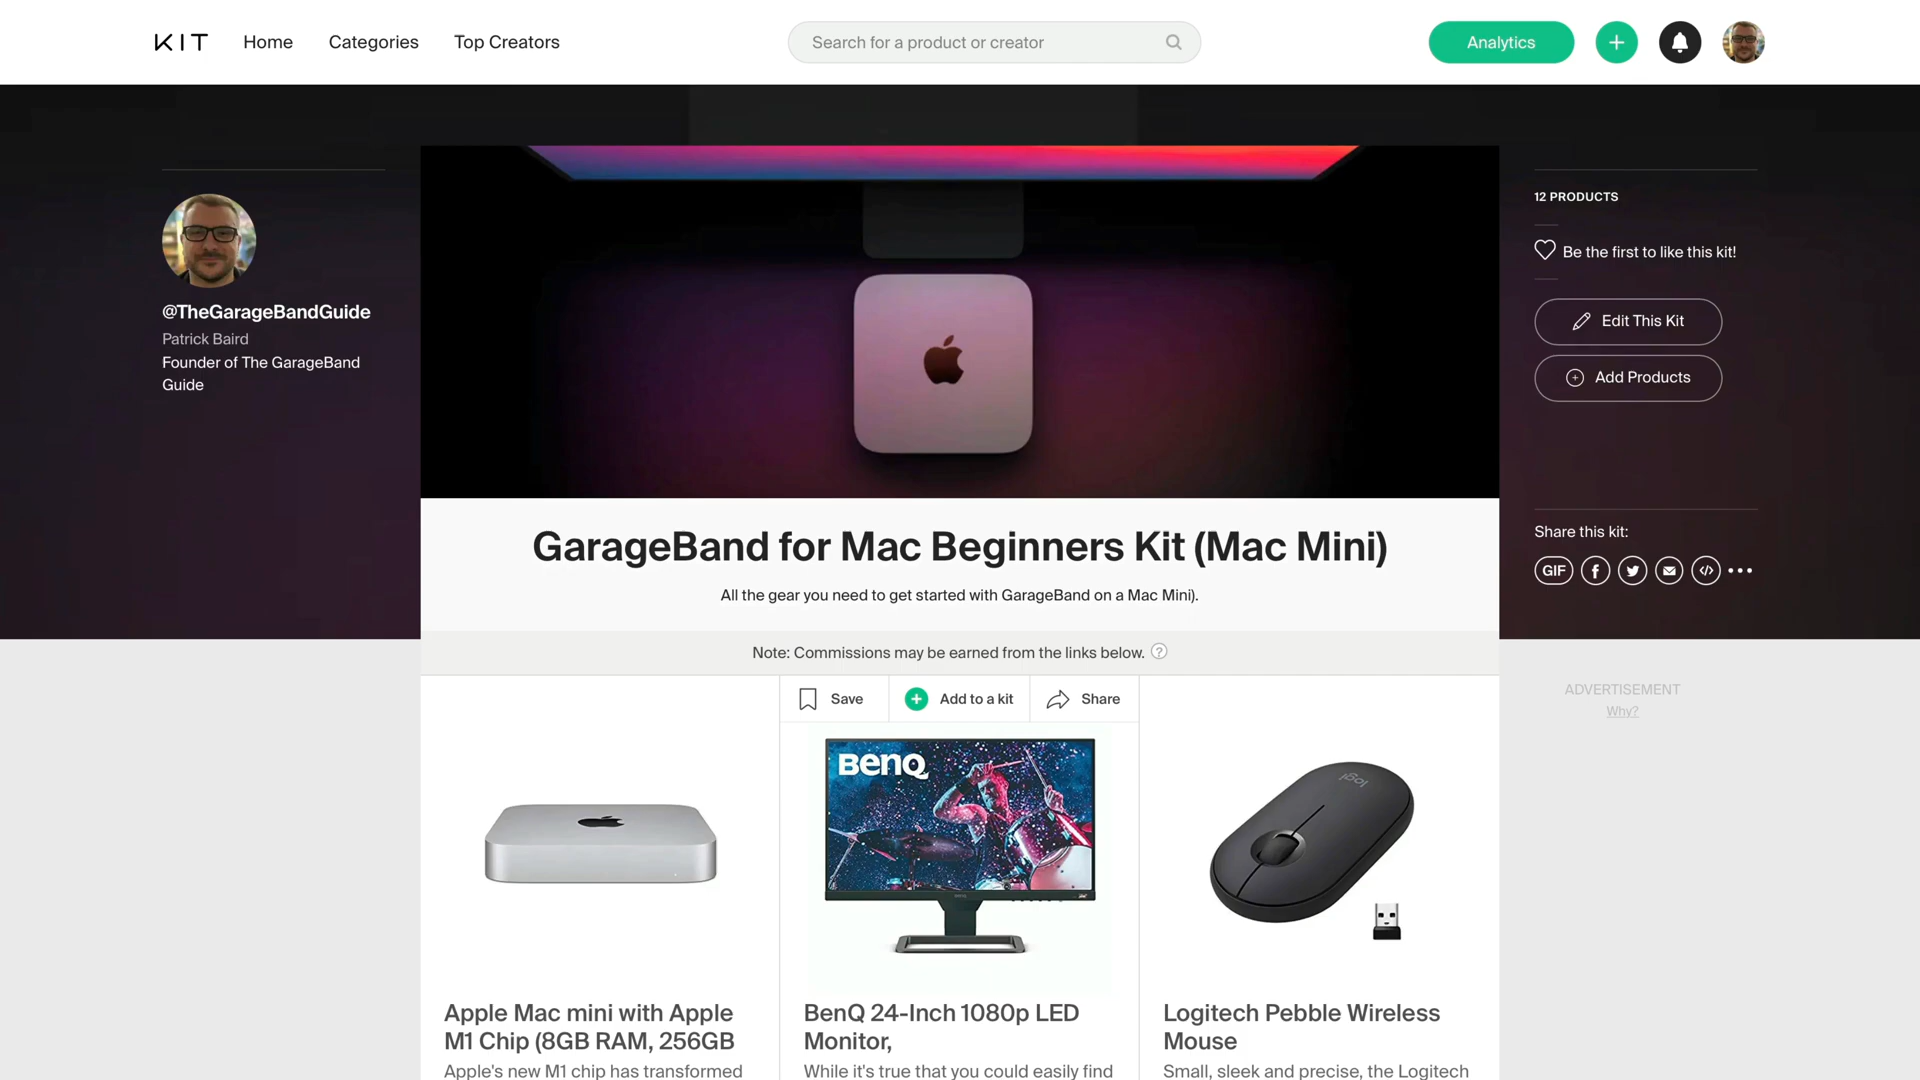 KIT
Home
Categories
Top Creators
Search for a product or creator
Analytics
@TheGarageBandGuide
Patrick Baird
Founder of The GarageBand
Guide
12 PRODUCTS
Be the first to like this kit!
Edit This Kit
Add Products
Share this kit:
GIF
GarageBand for Mac Beginners Kit (Mac Mini)
All the gear you need to get started with GarageBand on a Mac Mini).
Note: Commissions may be earned from the links below. ?
ADVERTISEMENT
Why?
Save
Add to a kit
Share
BenQ
logi
Apple Mac mini with Apple
M1 Chip (8GB RAM, 256GB
Apple's new M1 chip has transformed
BenQ 24-Inch 1080p LED
Monitor,
While it's true that you could easily find
Logitech Pebble Wireless
Mouse
Small, sleek and precise, the Logitech